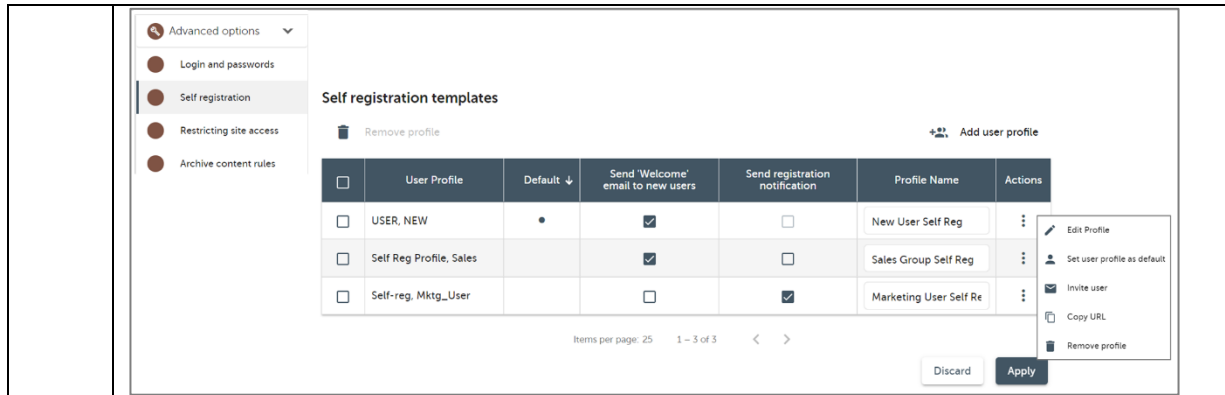 Advanced options
Login and passwords
Self registration
Restricting site access
Archive content rules
Self registration templates
Remove profile
Add user profile
User Profile
Default
Send 'Welcome'
email to new users
Send registration
notification
Profile Name
Actions
USER, NEW
New User Self Reg
Self Reg Profile, Sales
Sales Group Self Reg
Self-reg, Mktg_User
Marketing User Self Re
Edit Profile
Set user profile as default
Invite user
Copy URL
Remove profile
Items per page: 25 1 – 3 of 3
Discard Apply